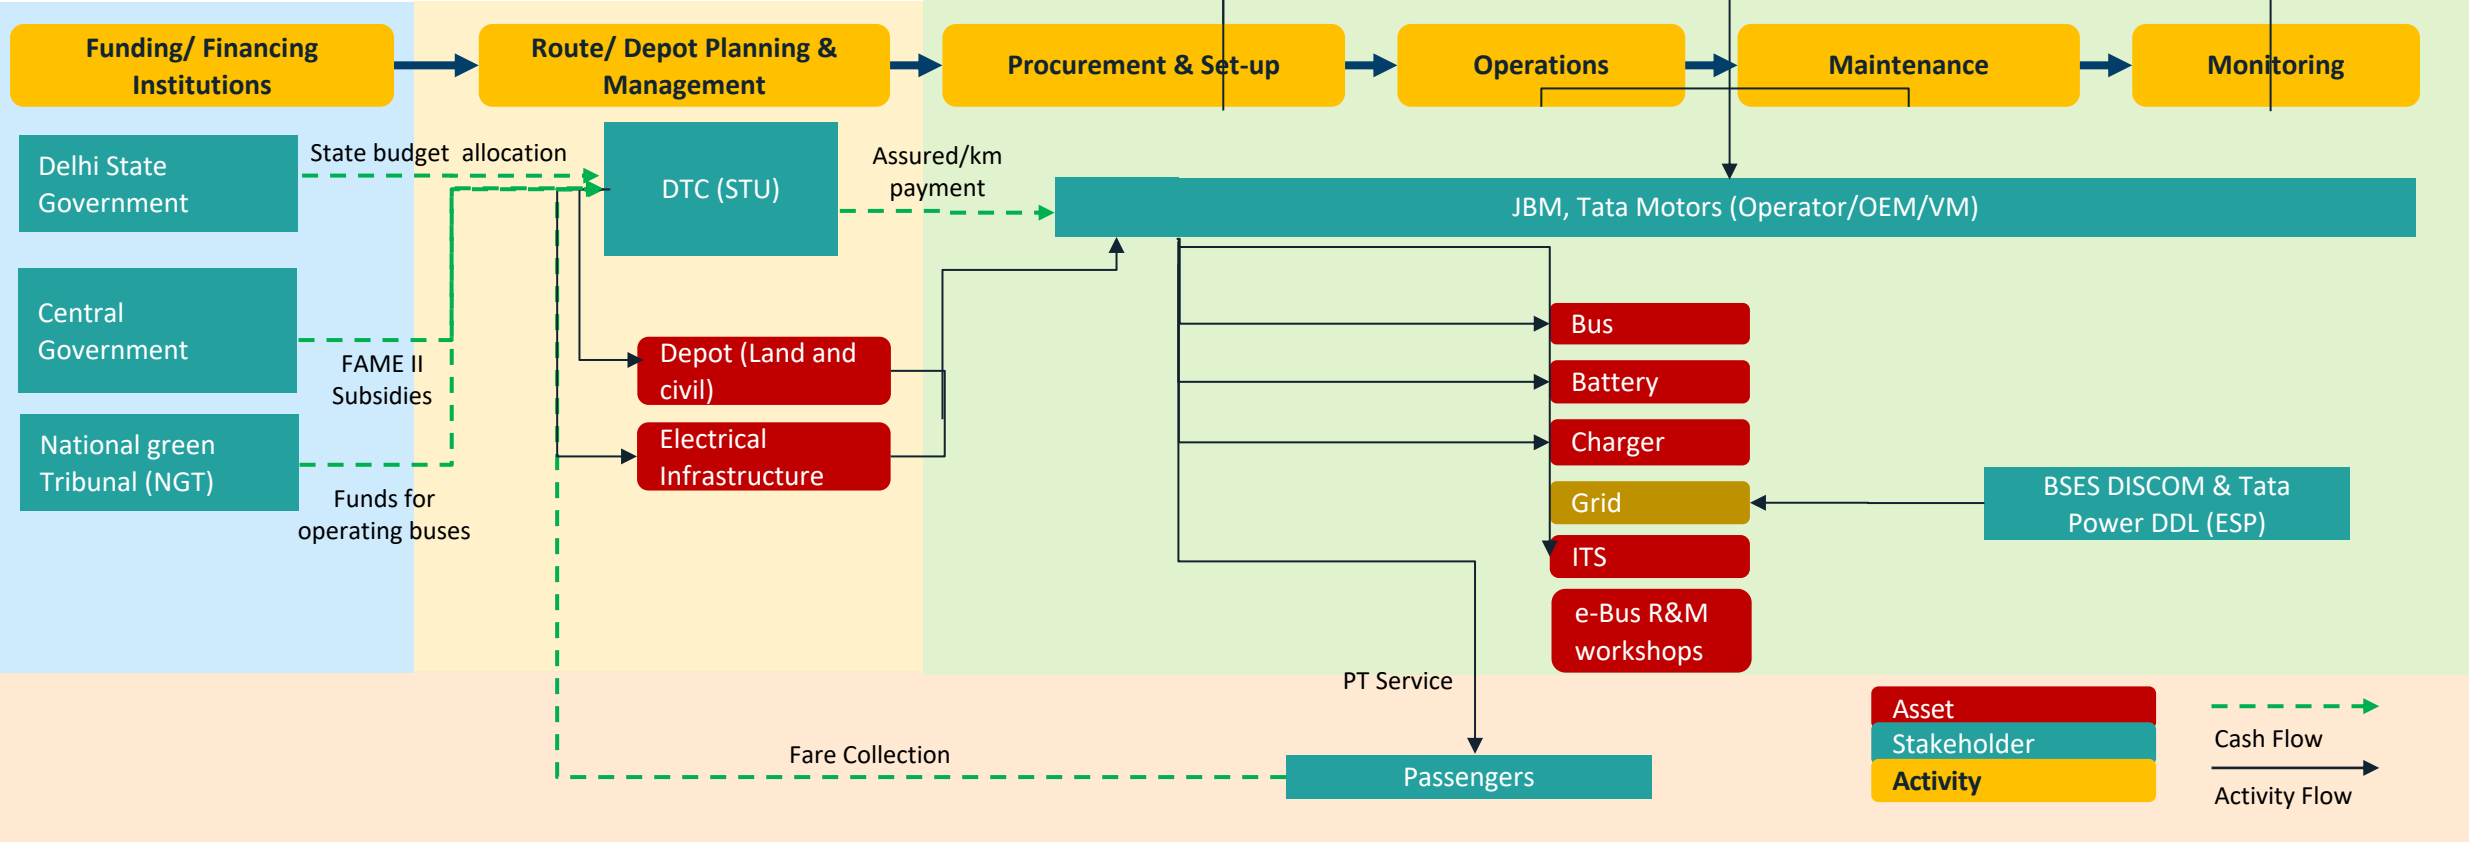 Funding/ Financing
Institutions
Route/ Depot Planning &
Management
Procurement & Set-up
Operations
Maintenance
Monitoring
Delhi State
Government
State budget  allocation
DTC (STU)
Assured/km
payment
JBM, Tata Motors (Operator/OEM/VM)
Central
Government
FAME II
Subsidies
National green
Tribunal (NGT)
Funds for
operating buses
Depot (Land and
civil)
Electrical
Infrastructure
Bus
Battery
Charger
Grid
ITS
e-Bus R&M
workshops
BSES DISCOM & Tata
Power DDL (ESP)
PT Service
Fare Collection
Passengers
Asset
Stakeholder
Activity
Cash Flow
Activity Flow